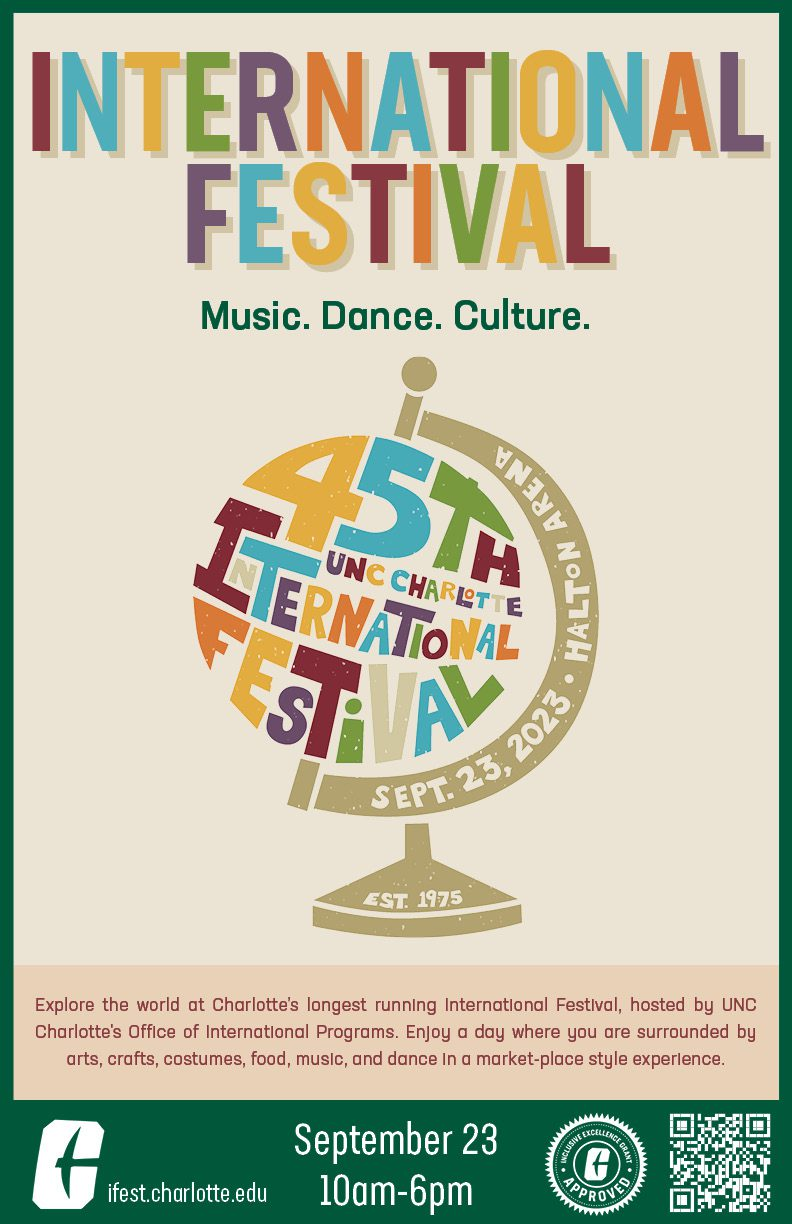 INTERNATIONAL
FESTIVAL
Music. Dance. Culture.
45TH
UNC CHARLOTTE
INTERNATIONAL
FESTIVAL
SEPT. 23, 2023 • HALTON ARENA
EST. 1975
Explore the world at Charlotte's longest running International Festival, hosted by UNC
Charlotte's Office of International Programs. Enjoy a day where you are surrounded by
arts, crafts, costumes, food, music, and dance in a market-place style experience.
ifest.charlotte.edu
September 23
10am-6pm
INCLUSIVE EXCELLENCE GRANT
APPROVED